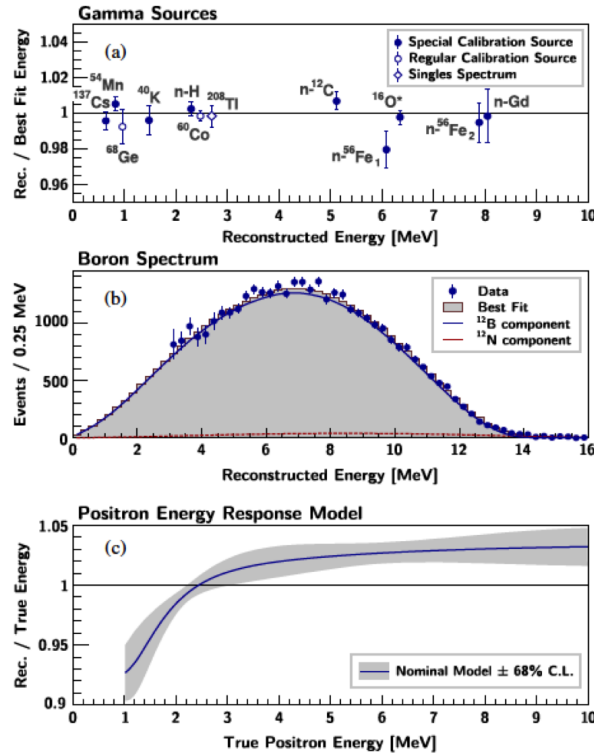 Gamma Sources
(a)
Special Calibration Source
Regular Calibration Source
Singles Spectrum
¹³⁷Cs
⁵⁴Mn
⁶⁸Ge
⁴⁰K
n-H
⁶⁰Co
²⁰⁸Tl
n-¹²C
¹⁶O*
n-⁵⁶Fe₁
n-⁵⁶Fe₂
n-Gd
Rec. / Best Fit Energy
1.04
1.02
1
0.98
0.96
0 1 2 3 4 5 6 7 8 9 10
Reconstructed Energy [MeV]
Boron Spectrum
(b)
Data
Best Fit
¹²B component
¹²N component
Events / 0.25 MeV
1000
500
0
0 2 4 6 8 10 12 14 16
Reconstructed Energy [MeV]
Positron Energy Response Model
(c)
Rec. / True Energy
1.05
1
0.95
0.9
Nominal Model ± 68% C.L.
0 1 2 3 4 5 6 7 8 9 10
True Positron Energy [MeV]